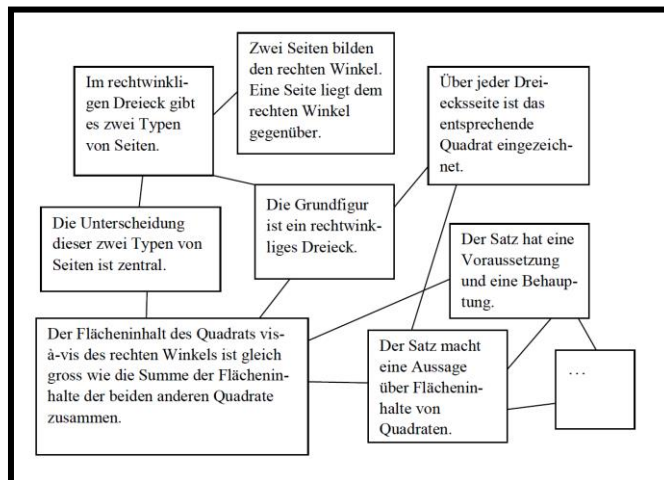 Zwei Seiten bilden
den rechten Winkel.
Eine Seite liegt dem
rechten Winkel
gegenüber.
Im rechtwinkli-
gen Dreieck gibt
es zwei Typen
von Seiten.
Über jeder Drei-
ecksseite ist das
entsprechende
Quadrat eingezeich-
net.
Die Unterscheidung
dieser zwei Typen von
Seiten ist zentral.
Die Grundfigur
ist ein rechtwink-
liges Dreieck.
Der Satz hat eine
Voraussetzung
und eine Behaup-
tung.
Der Flächeninhalt des Quadrats vis-
à-vis des rechten Winkels ist gleich
gross wie die Summe der Flächenin-
halte der beiden anderen Quadrate
zusammen.
Der Satz macht
eine Aussage
über Flächenin-
halte von
Quadraten.
...